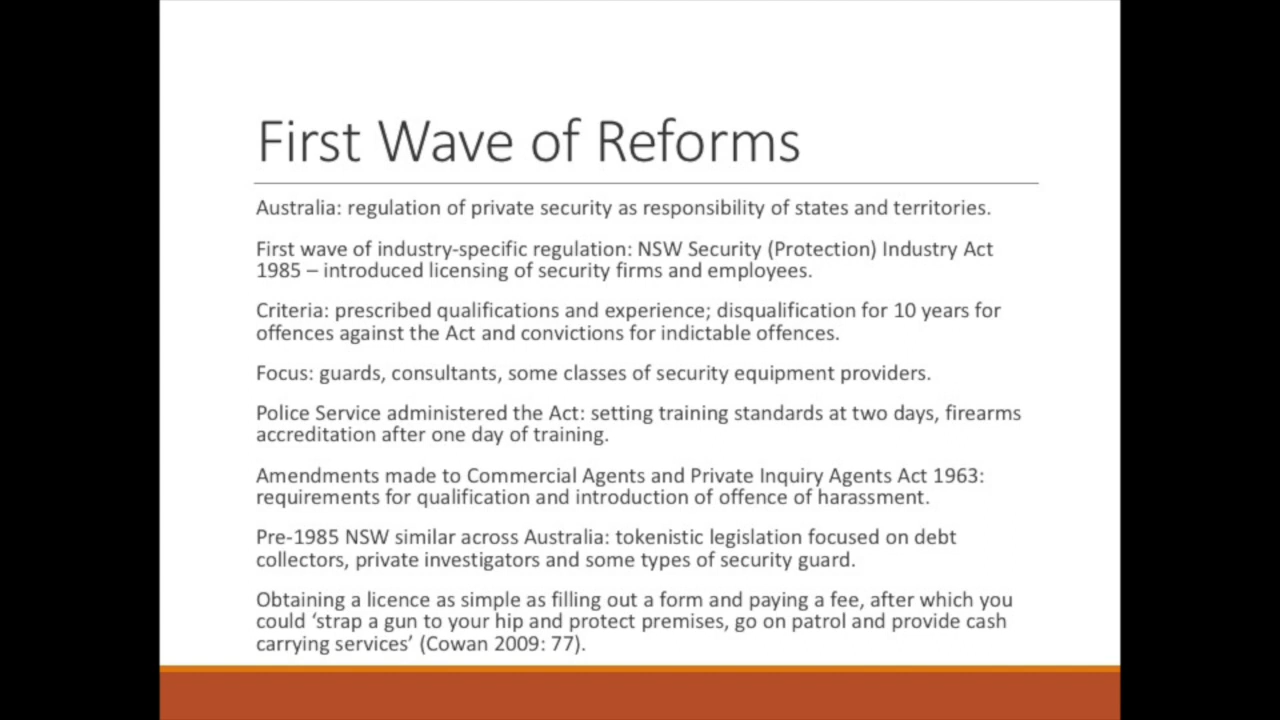 First Wave of Reforms
Australia: regulation of private security as responsibility of states and territories.
First wave of industry-specific regulation: NSW Security (Protection) Industry Act
1985 – introduced licensing of security firms and employees.
Criteria: prescribed qualifications and experience; disqualification for 10 years for
offences against the Act and convictions for indictable offences.
Focus: guards, consultants, some classes of security equipment providers.
Police Service administered the Act: setting training standards at two days, firearms
accreditation after one day of training.
Amendments made to Commercial Agents and Private Inquiry Agents Act 1963:
requirements for qualification and introduction of offence of harassment.
Pre-1985 NSW similar across Australia: tokenistic legislation focused on debt
collectors, private investigators and some types of security guard.
Obtaining a licence as simple as filling out a form and paying a fee, after which you
could ‘strap a gun to your hip and protect premises, go on patrol and provide cash
carrying services’ (Cowan 2009: 77).